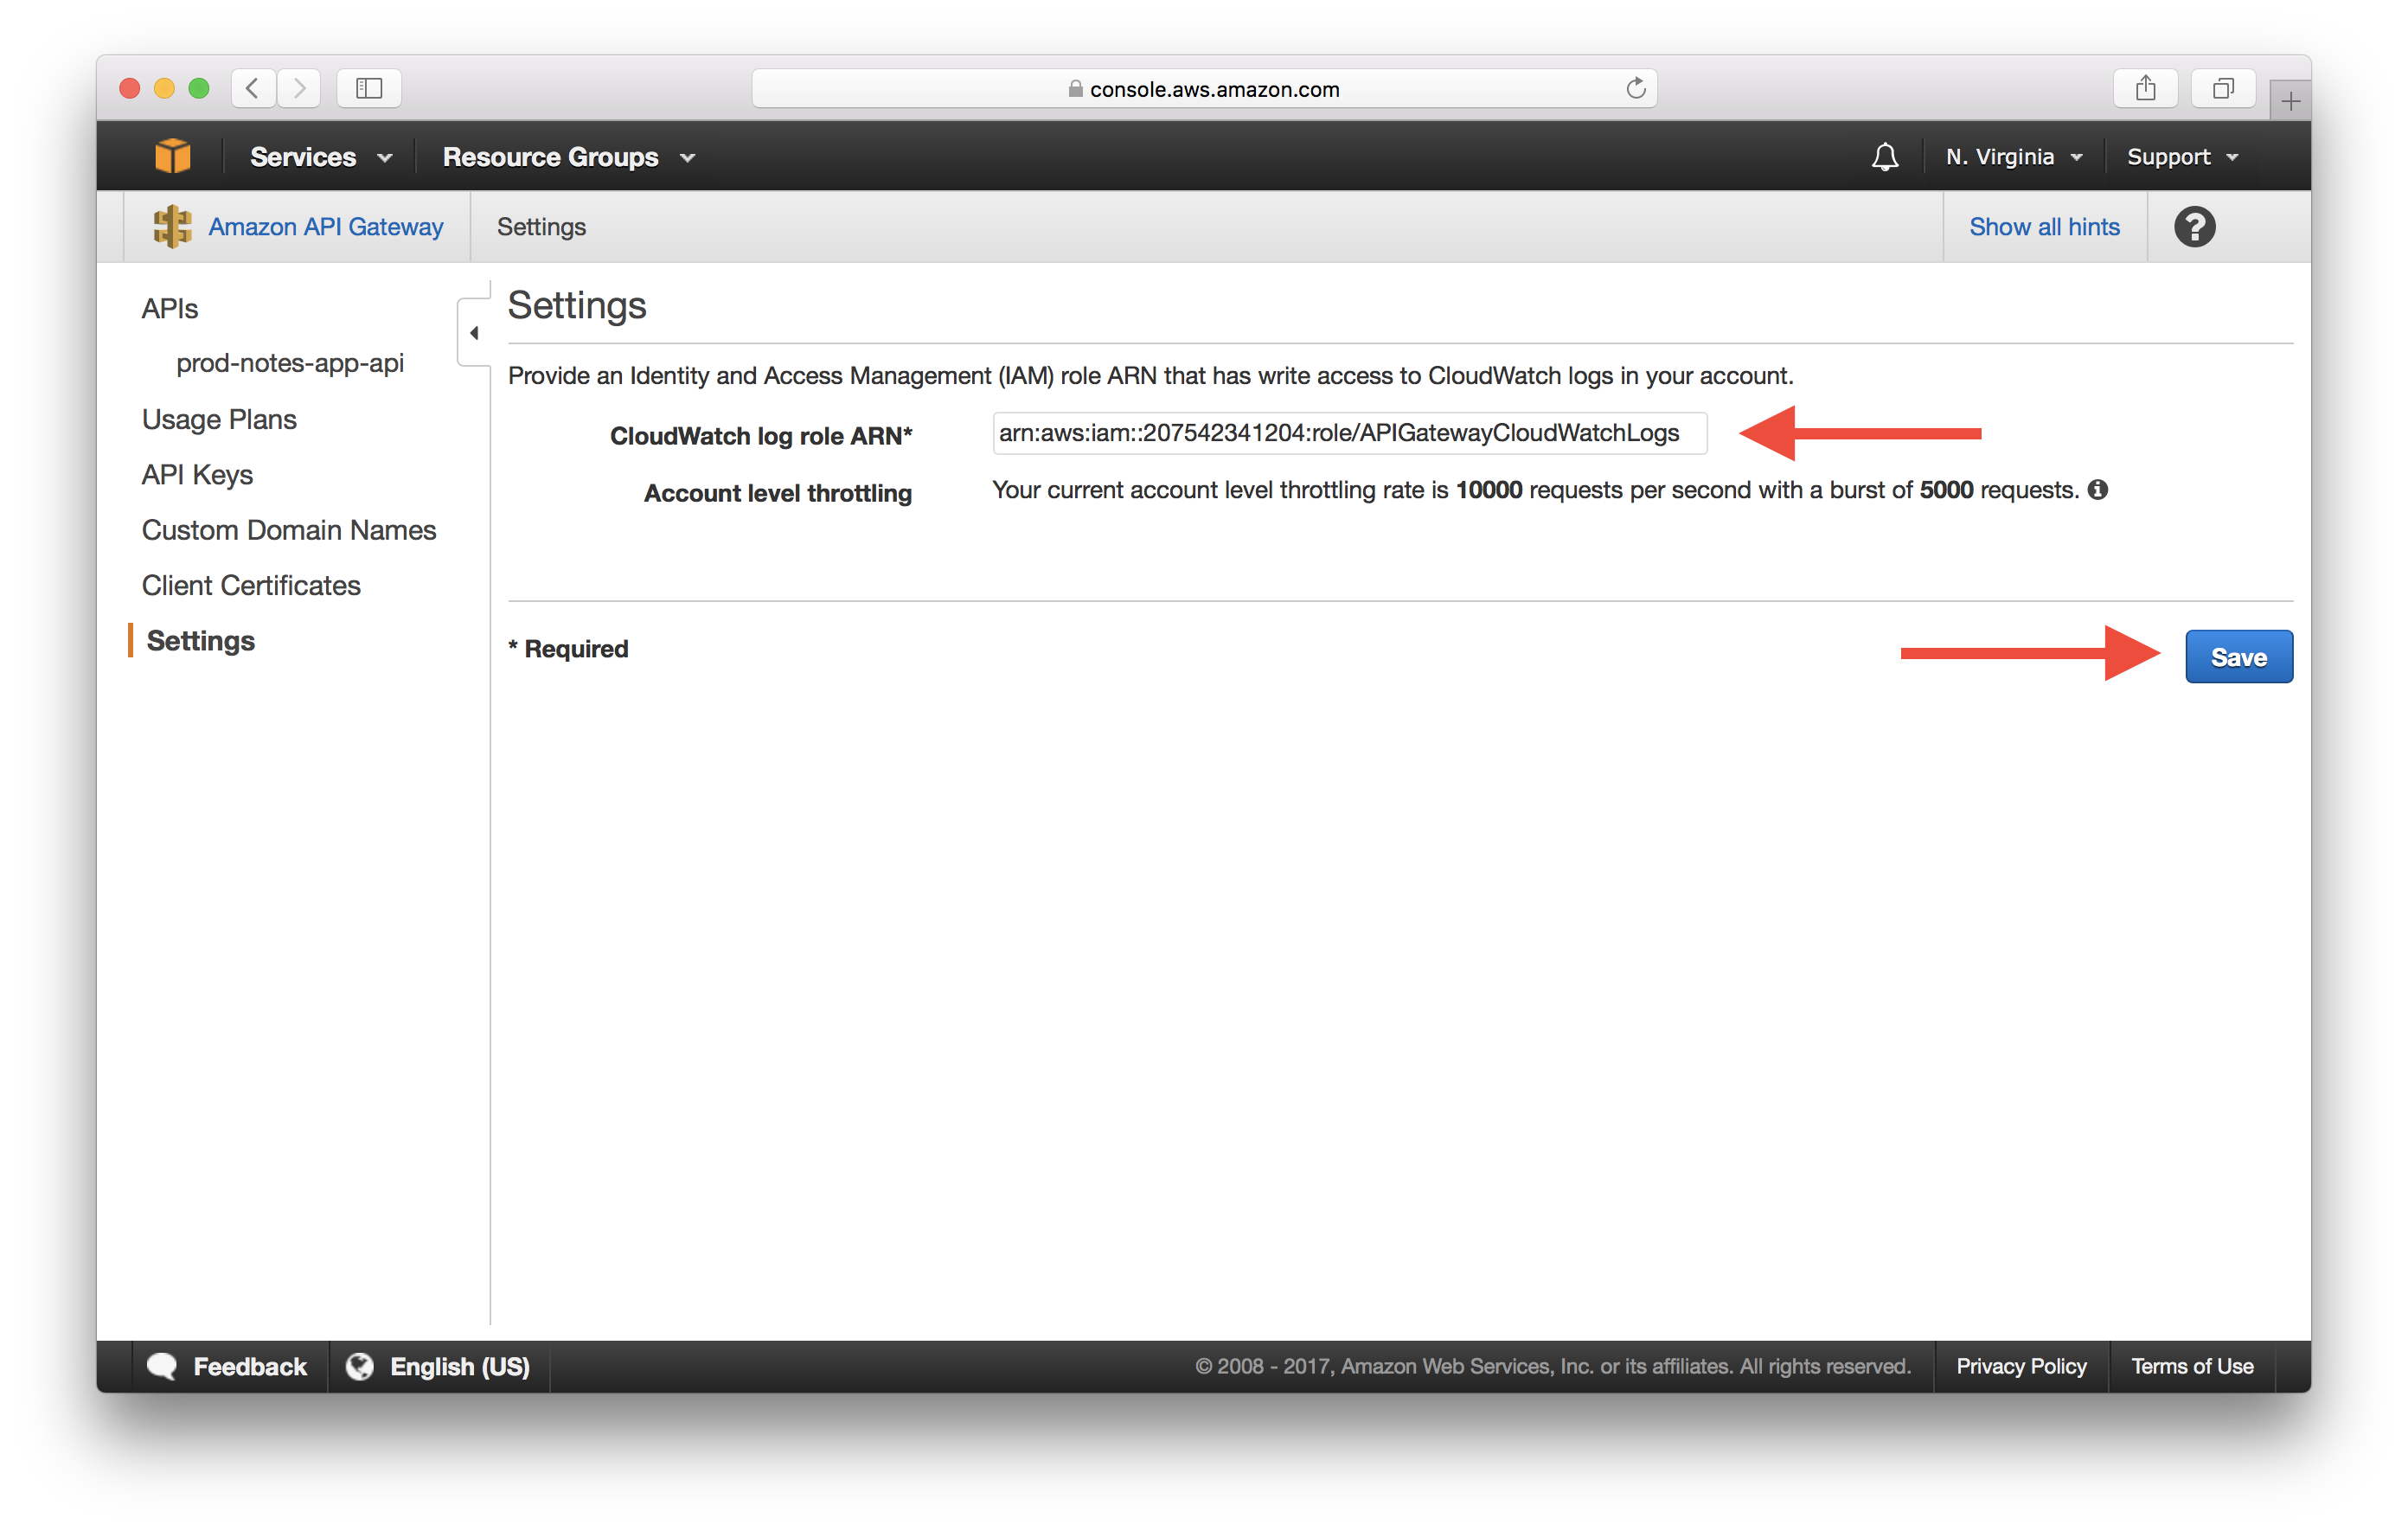 console.aws.amazon.com
Services Resource Groups N. Virginia Support
Amazon API Gateway Settings Show all hints
APIs
prod-notes-app-api
Usage Plans
API Keys
Custom Domain Names
Client Certificates
Settings
Settings
Provide an Identity and Access Management (IAM) role ARN that has write access to CloudWatch logs in your account.
CloudWatch log role ARN* arn:aws:iam::207542341204:role/APIGatewayCloudWatchLogs
Account level throttling Your current account level throttling rate is 10000 requests per second with a burst of 5000 requests.
* Required
Save
Feedback English (US) © 2008 - 2017, Amazon Web Services, Inc. or its affiliates. All rights reserved. Privacy Policy Terms of Use